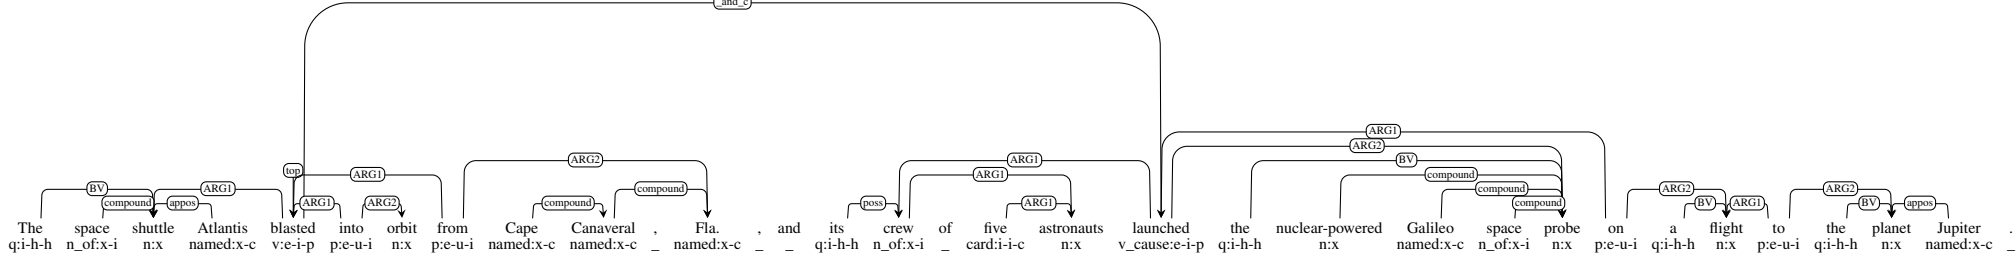 _and_c
ARG1
ARG2
ARG2 ARG1 BV
top ARG1 ARG1 compound
BV ARG1 compound compound ARG2 ARG2
compound appos ARG1 ARG2 compound poss ARG1 compound BV ARG1 BV appos
The space shuttle Atlantis blasted into orbit from Cape Canaveral , Fla. , and its crew of five astronauts launched the nuclear-powered Galileo space probe on a flight to the planet Jupiter .
q:i-h-h n_of:x-i n:x named:x-c v:e-i-p p:e-u-i n:x p:e-u-i named:x-c named:x-c _ named:x-c _ _ q:i-h-h n_of:x-i _ card:i-i-c n:x v_cause:e-i-p q:i-h-h n:x named:x-c n_of:x-i n:x p:e-u-i q:i-h-h n:x p:e-u-i q:i-h-h n:x named:x-c _